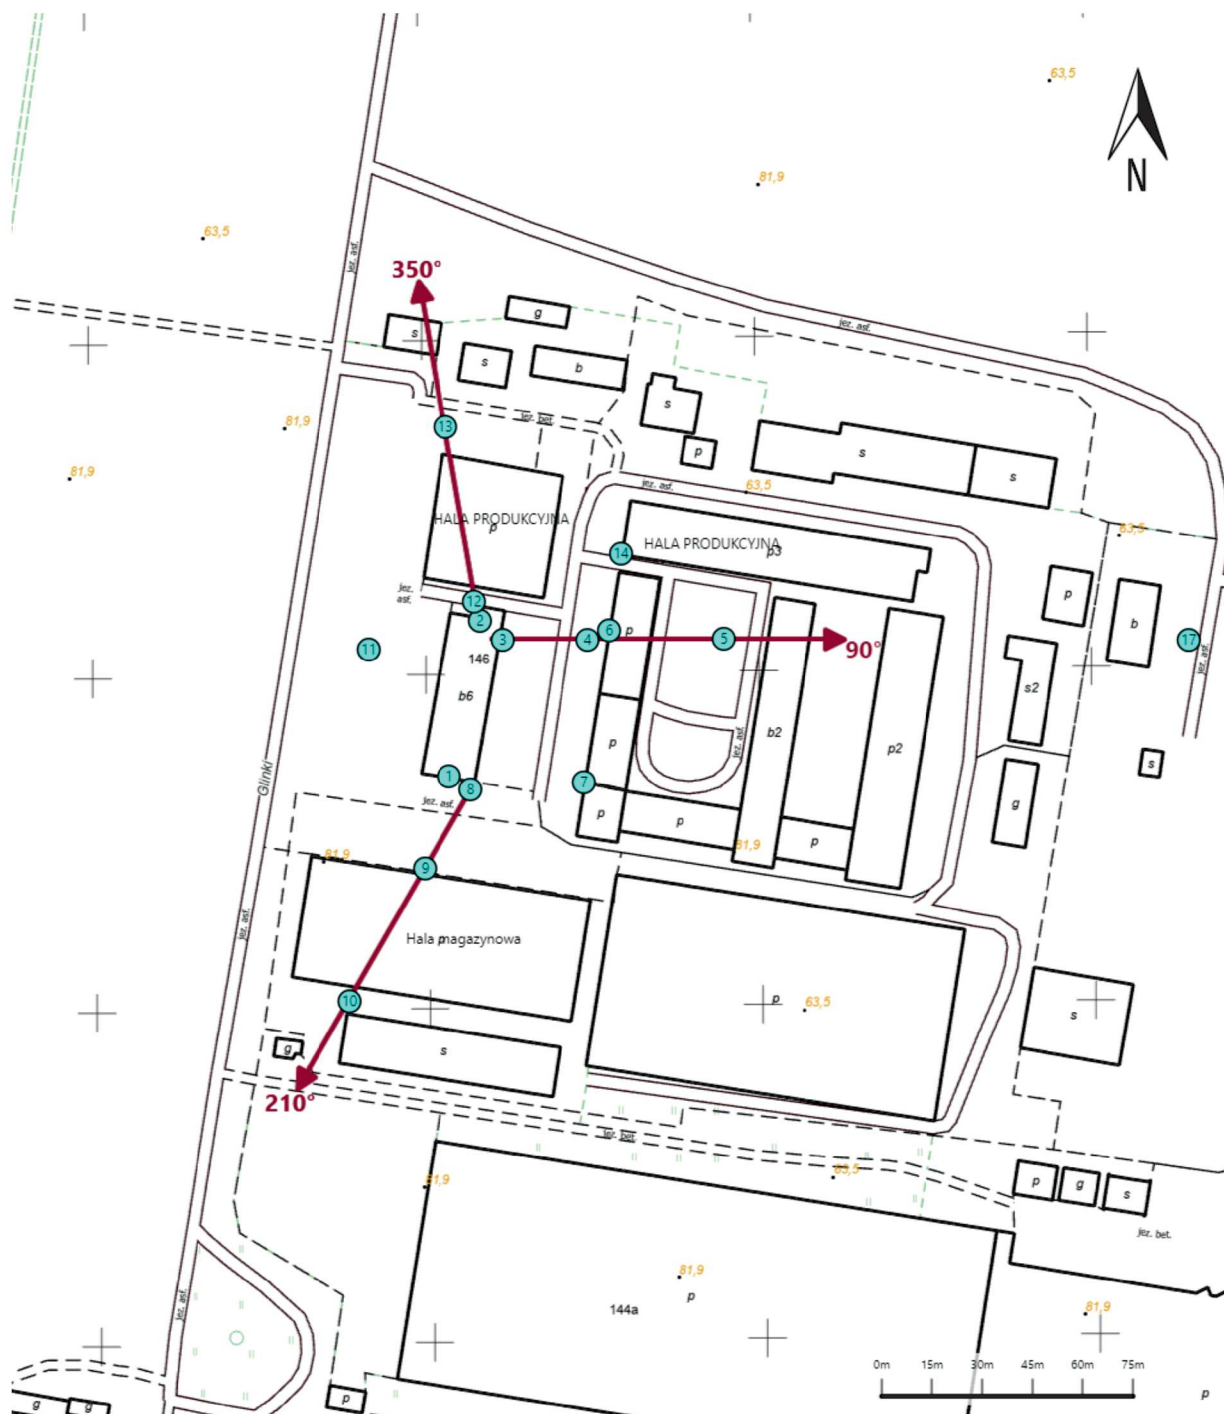 63,5
81,9
N
63,5
jez. asf.
350°
g
jez. asf.
s
s
b
s
81,9
jez. bet.
13
p
s
81,9
s
jez. asf.
63,5
HALA PRODUKCYJNA
p
63,5
HALA PRODUKCYJNA
p3
14
jez.
asf.
p
12
2
b
6
p
3
4
5
90°
17
11
146
jez. asf.
s2
b6
b2
p
jez. asf.
p2
s
Glinki
1
7
8
jez. asf.
g
p
p
p
81,9
81,9
9
jez. asf.
Hala magazynowa
p
10
p
63,5
s
g
s
210°
jez. bet.
81,9
63,5
p
g
s
jez. bet.
81,9
p
144a
jez. asf.
81,9
0m 15m 30m 45m 60m 75m
p
p
g
g